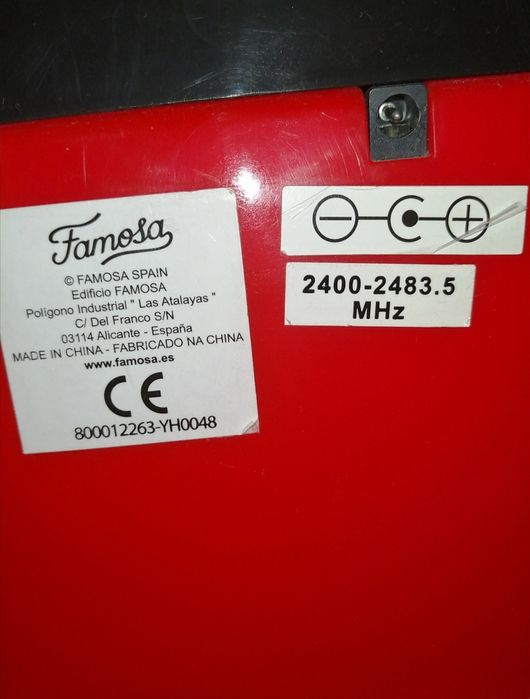 Famosa
© FAMOSA SPAIN
Edificio FAMOSA
Poligono Industrial " Las Atalayas "
C/ Del Franco S/N
03114 Alicante - España
MADE IN CHINA - FABRICADO NA CHINA
www.famosa.es
CE
800012263-YH0048
2400-2483.5
MHz